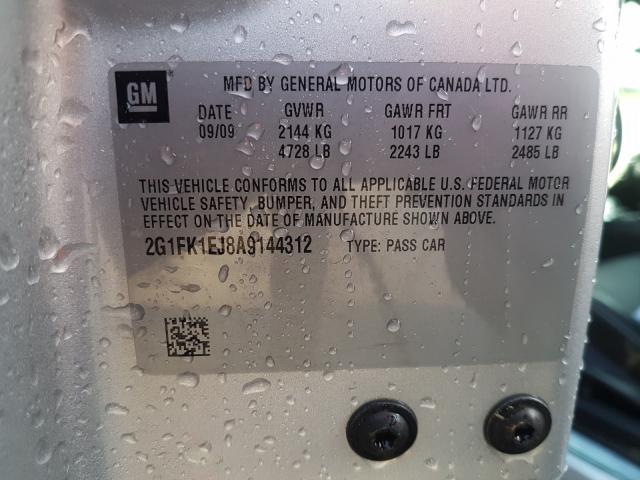 GM
MFD BY GENERAL MOTORS OF CANADA LTD.
DATE GVWR GAWR FRT GAWR RR
09/09 2144 KG 1017 KG 1127 KG
4728 LB 2243 LB 2485 LB
THIS VEHICLE CONFORMS TO ALL APPLICABLE U.S. FEDERAL MOTOR
VEHICLE SAFETY, BUMPER, AND THEFT PREVENTION STANDARDS IN
EFFECT ON THE DATE OF MANUFACTURE SHOWN ABOVE.
2G1FK1EJ8A9144312 TYPE: PASS CAR